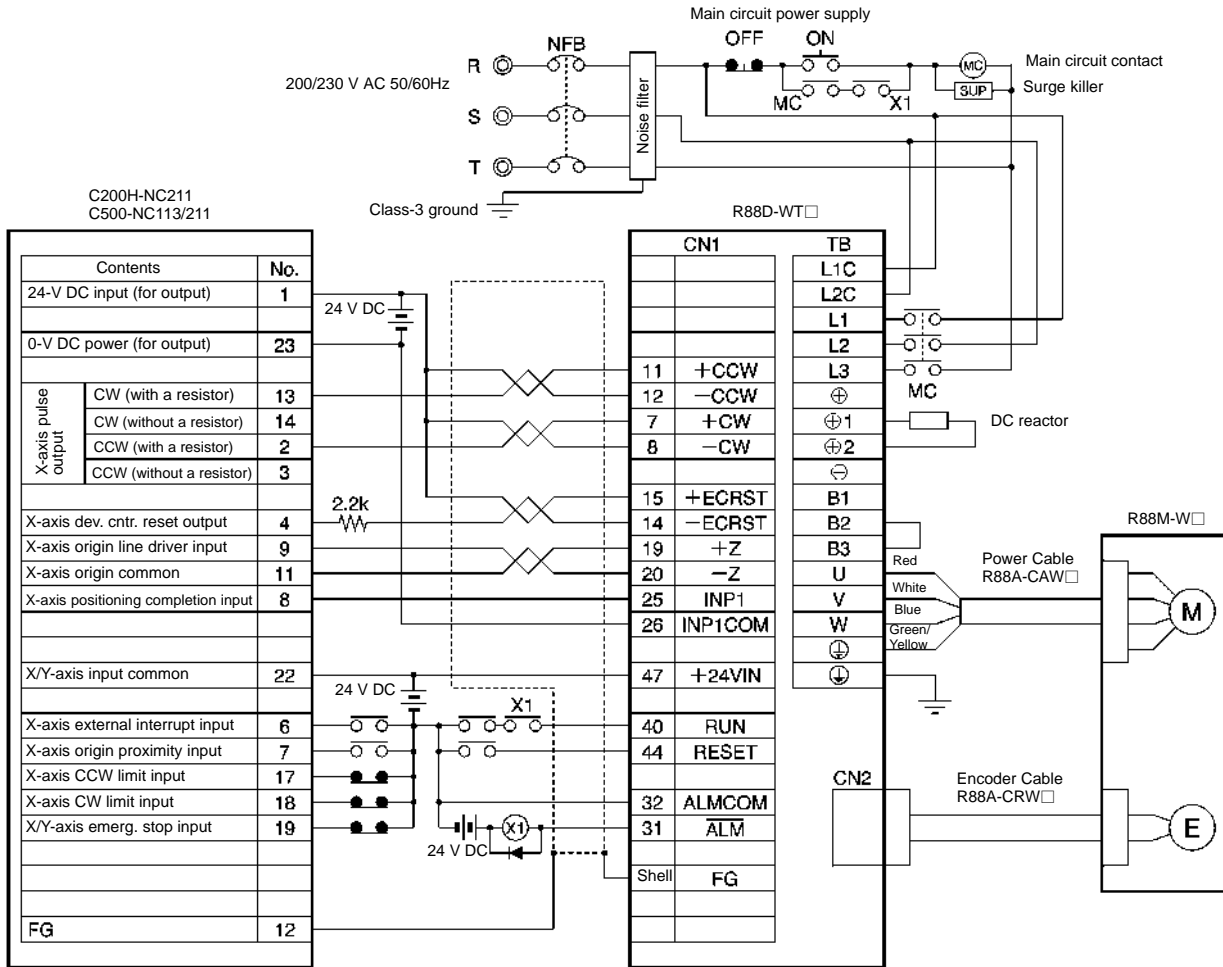 Main circuit power supply
OFF ON
NFB
R
200/230 V AC 50/60Hz
S
T
Noise filter
MC X1
MC Main circuit contact
SUP Surge killer
Class-3 ground
C200H-NC211
C500-NC113/211
Contents No.
24-V DC input (for output) 1
0-V DC power (for output) 23
X-axis pulse output
CW (with a resistor) 13
CW (without a resistor) 14
CCW (with a resistor) 2
CCW (without a resistor) 3
X-axis dev. cntr. reset output 4
X-axis origin line driver input 9
X-axis origin common 11
X-axis positioning completion input 8
X/Y-axis input common 22
X-axis external interrupt input 6
X-axis origin proximity input 7
X-axis CCW limit input 17
X-axis CW limit input 18
X/Y-axis emerg. stop input 19
FG 12
24 V DC
2.2k
24 V DC
X1
X1
24 V DC
R88D-WT□
CN1
11 +CCW
12 −CCW
7 +CW
8 −CW
15 +ECRST
14 −ECRST
19 +Z
20 −Z
25 INP1
26 INP1COM
47 +24VIN
40 RUN
44 RESET
32 ALMCOM
31 ALM
Shell FG
TB
L1C
L2C
L1
L2
L3
⊕
⊕1
⊕2
⊖
B1
B2
B3
U
V
W
CN2
MC
DC reactor
Red
White
Blue
Green/
Yellow
Power Cable
R88A-CAW□
R88M-W□
M
Encoder Cable
R88A-CRW□
E